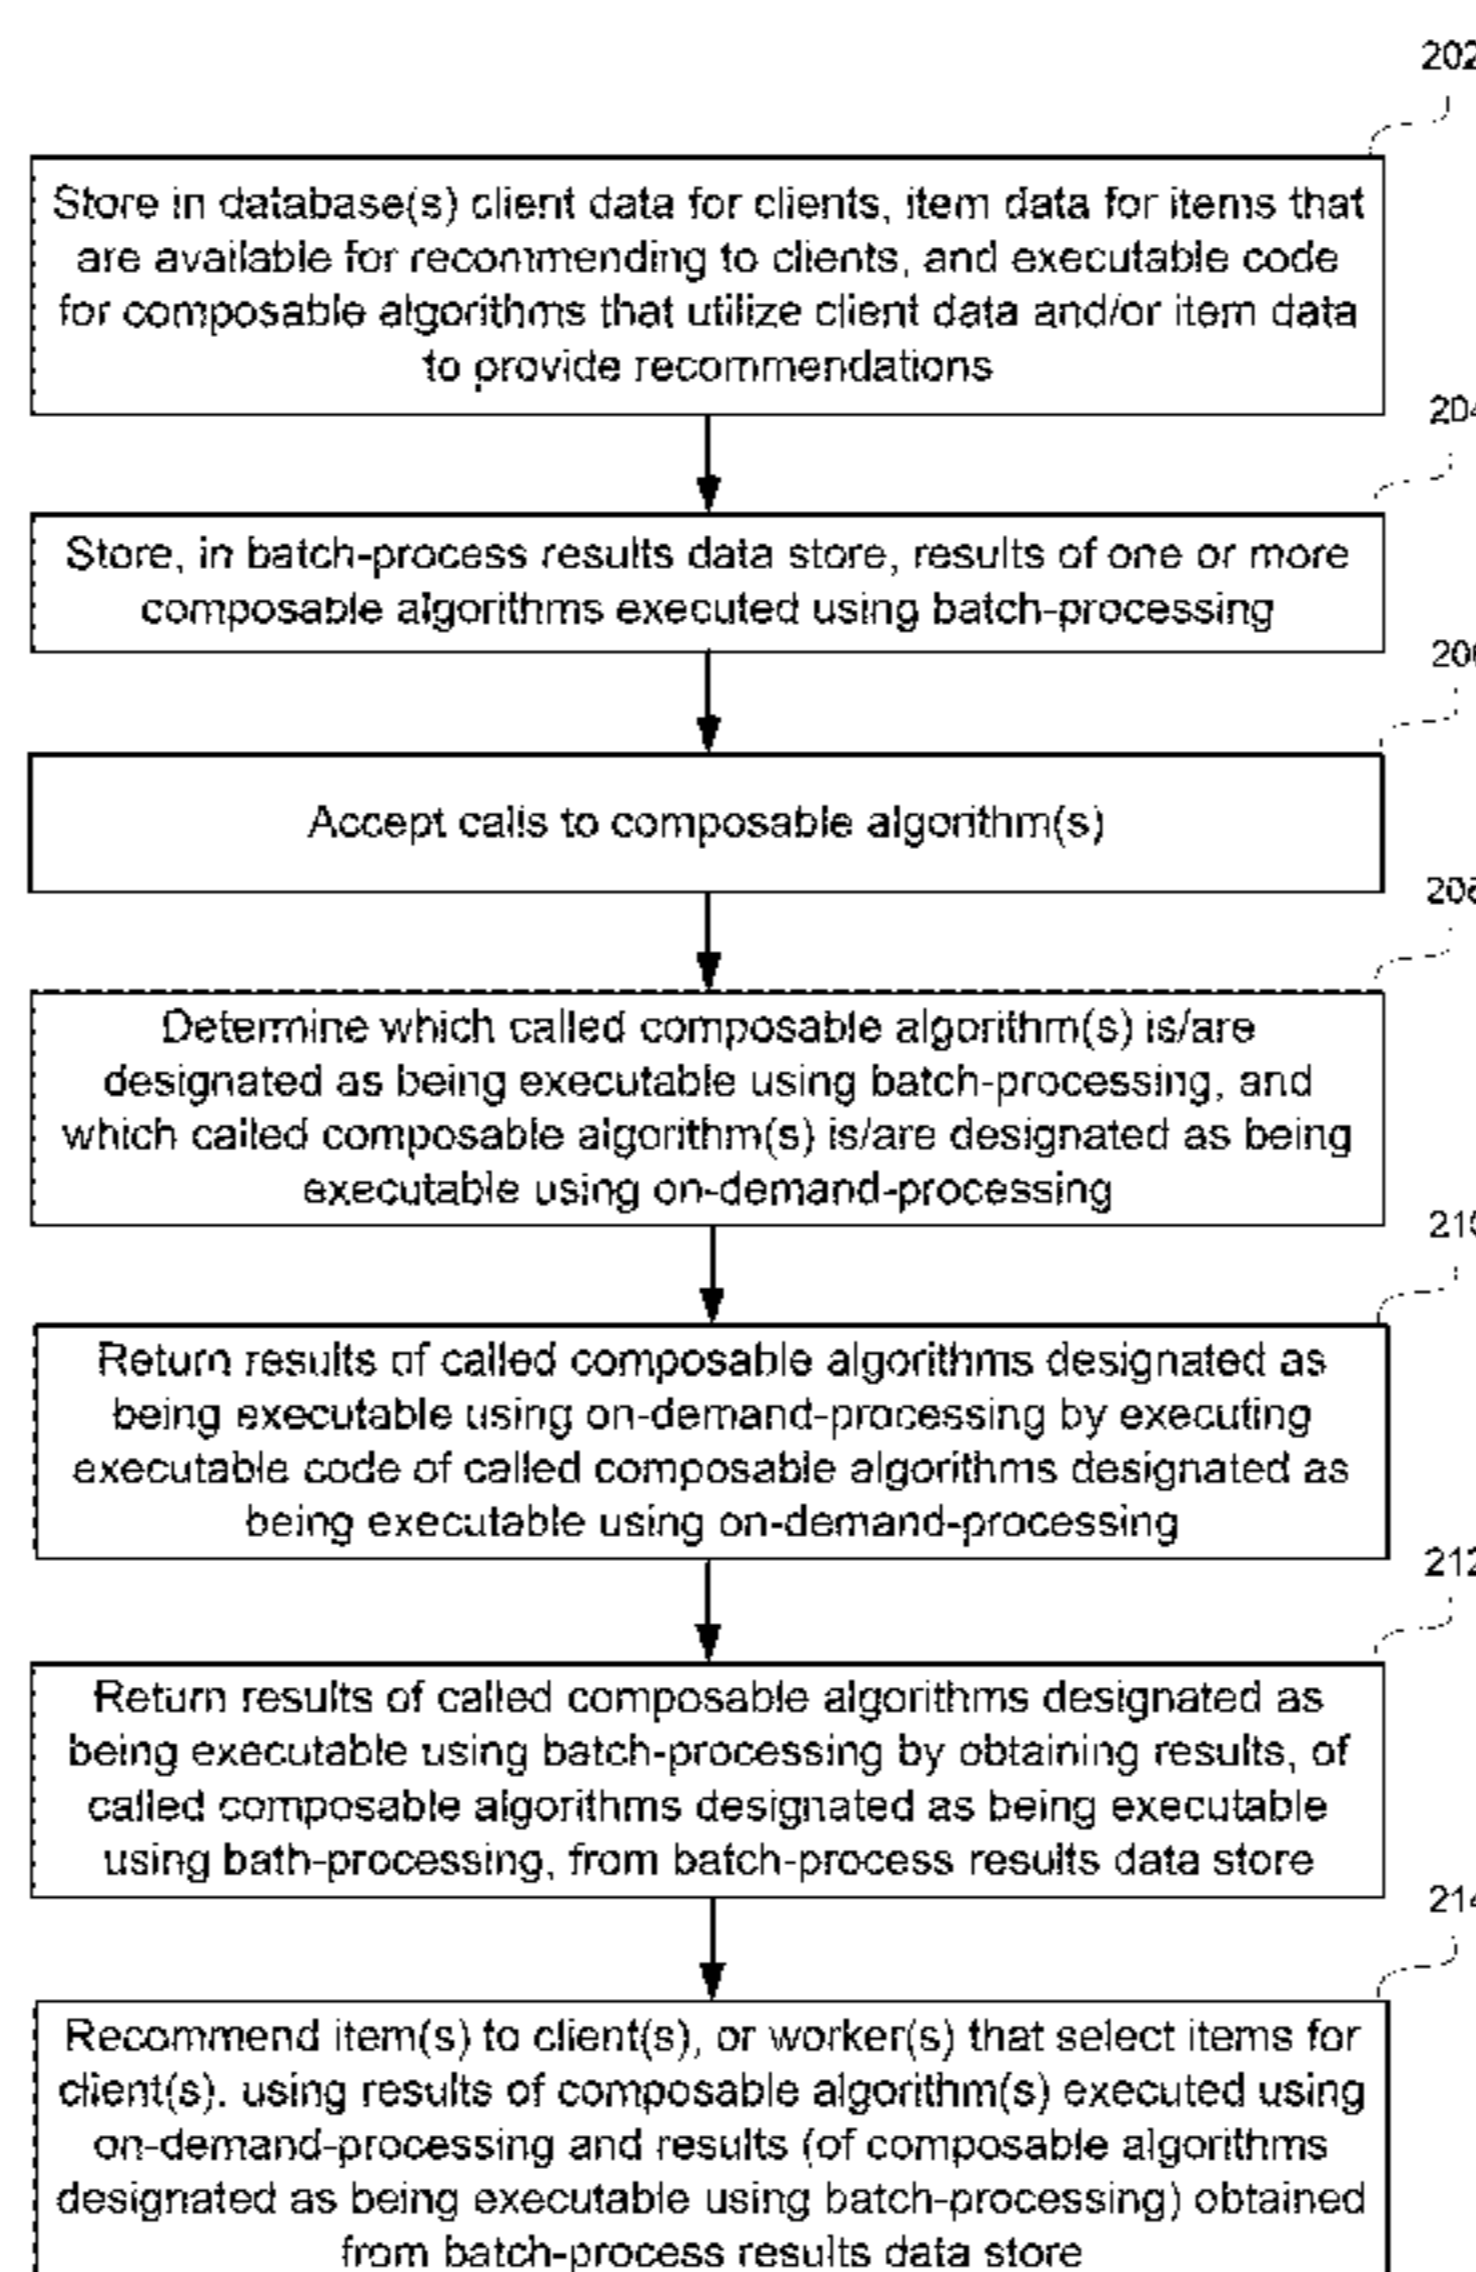 202
Store in database(s) client data for clients, item data for items that
are available for recommending to clients, and executable code
for composable algorithms that utilize client data and/or item data
to provide recommendations
204
Store, in batch-process results data store, results of one or more
composable algorithms executed using batch-processing
206
Accept calls to composable algorithm(s)
208
Determine which called composable algorithm(s) is/are
designated as being executable using batch-processing, and
which called composable algorithm(s) is/are designated as being
executable using on-demand-processing
210
Return results of called composable algorithms designated as
being executable using on-demand-processing by executing
executable code of called composable algorithms designated as
being executable using on-demand-processing
212
Return results of called composable algorithms designated as
being executable using batch-processing by obtaining results, of
called composable algorithms designated as being executable
using bath-processing, from batch-process results data store
214
Recommend item(s) to client(s), or worker(s) that select items for
client(s). using results of composable algorithm(s) executed using
on-demand-processing and results (of composable algorithms
designated as being executable using batch-processing) obtained
from batch-process results data store